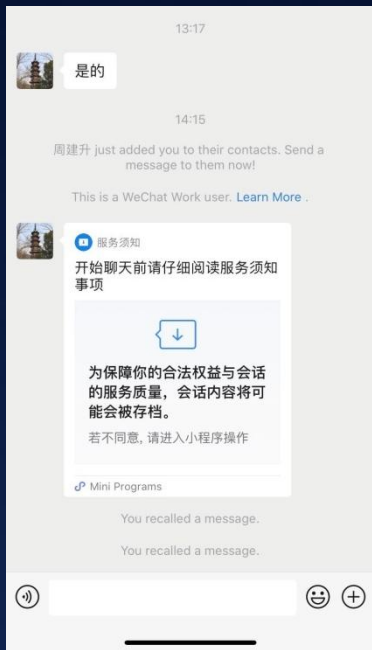 13:17
是的
14:15
周建升 just added you to their contacts. Send a
message to them now!
This is a WeChat Work user. Learn More .
服务须知
开始聊天前请仔细阅读服务须知
事项
为保障你的合法权益与会话
的服务质量，会话内容将可
能会被存档。
若不同意, 请进入小程序操作
Mini Programs
You recalled a message.
You recalled a message.